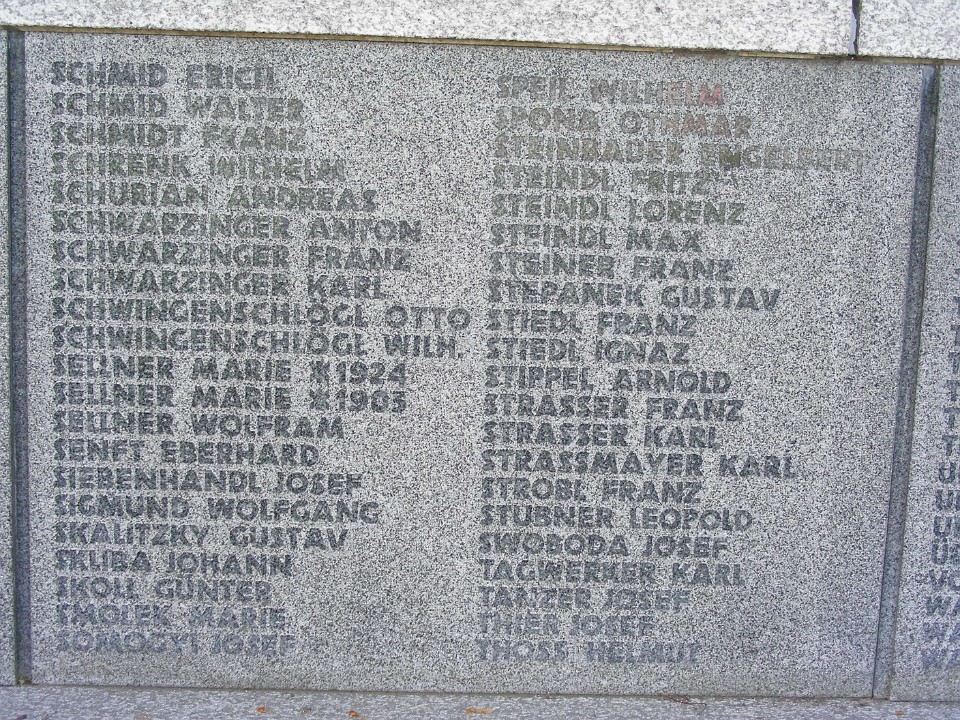 SCHMID ERICH
SCHMID WALTER
SCHMIDT FRANZ
SCHRENK WILHELM
SCHURIAN ANDREAS
SCHWARZINGER ANTON
SCHWARZINGER FRANZ
SCHWARZINGER KARL
SCHWINGENSCHLÖGL OTTO
SCHWINGENSCHLÖGL WILH.
SELLNER MARIE * 1924
SELLNER MARIE * 1905
SELLNER WOLFRAM
SENFT EBERHARD
SIEBENHANDL JOSEF
SIGMUND WOLFGANG
SKALITZKY GUSTAV
SKLIBA JOHANN
SKOLL GÜNTER
SMOLEK MARIE
SOMOGYI JOSEF
SPEIL WILHELM
SPONA OTHMAR
STEINBAUER ENGELBERT
STEINDL FRITZ
STEINDL LORENZ
STEINDL MAX
STEINER FRANZ
STEPANEK GUSTAV
STIEDL FRANZ
STIEDL IGNAZ
STIPPEL ARNOLD
STRASSER FRANZ
STRASSER KARL
STRASSMAYER KARL
STROBL FRANZ
STUBNER LEOPOLD
SWOBODA JOSEF
TAGWERKER KARL
TANZER JOSEF
THIER JOSEF
THOSS HELMUT